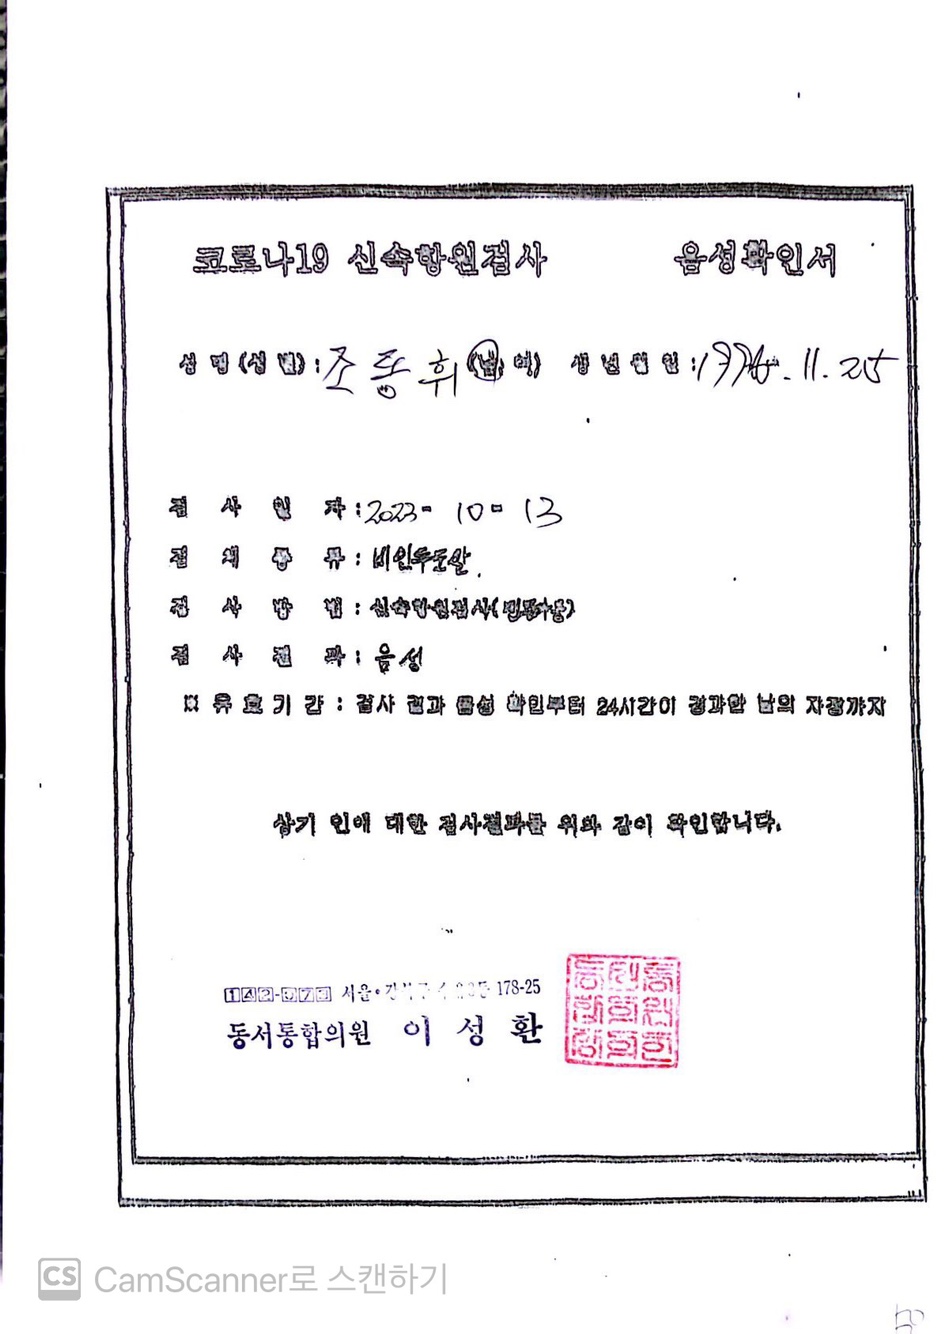 코로나19 신속항원검사 음성확인서
성 명(성 별): 조동휘 (남, 여) 생 년 월 일: .11.25
검 사 일 자: 2023- 10- 13
검 체 종 류: 비인두도말
검 사 방 법: 신속항원검사(전문가용)
검 사 결 과: 음성
※ 유 효 기 간 : 검사 결과 음성 확인부터 24시간이 경과한 날의 자정까지
상기 인에 대한 검사결과를 위와 같이 확인합니다.
서울· 178-25
동서통합의원 이 성 환
CS CamScanner로 스캔하기